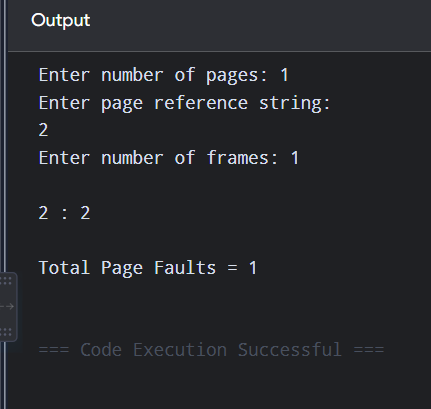 Output
Enter number of pages: 1
Enter page reference string:
2
Enter number of frames: 1
2 : 2
Total Page Faults = 1
=== Code Execution Successful ===